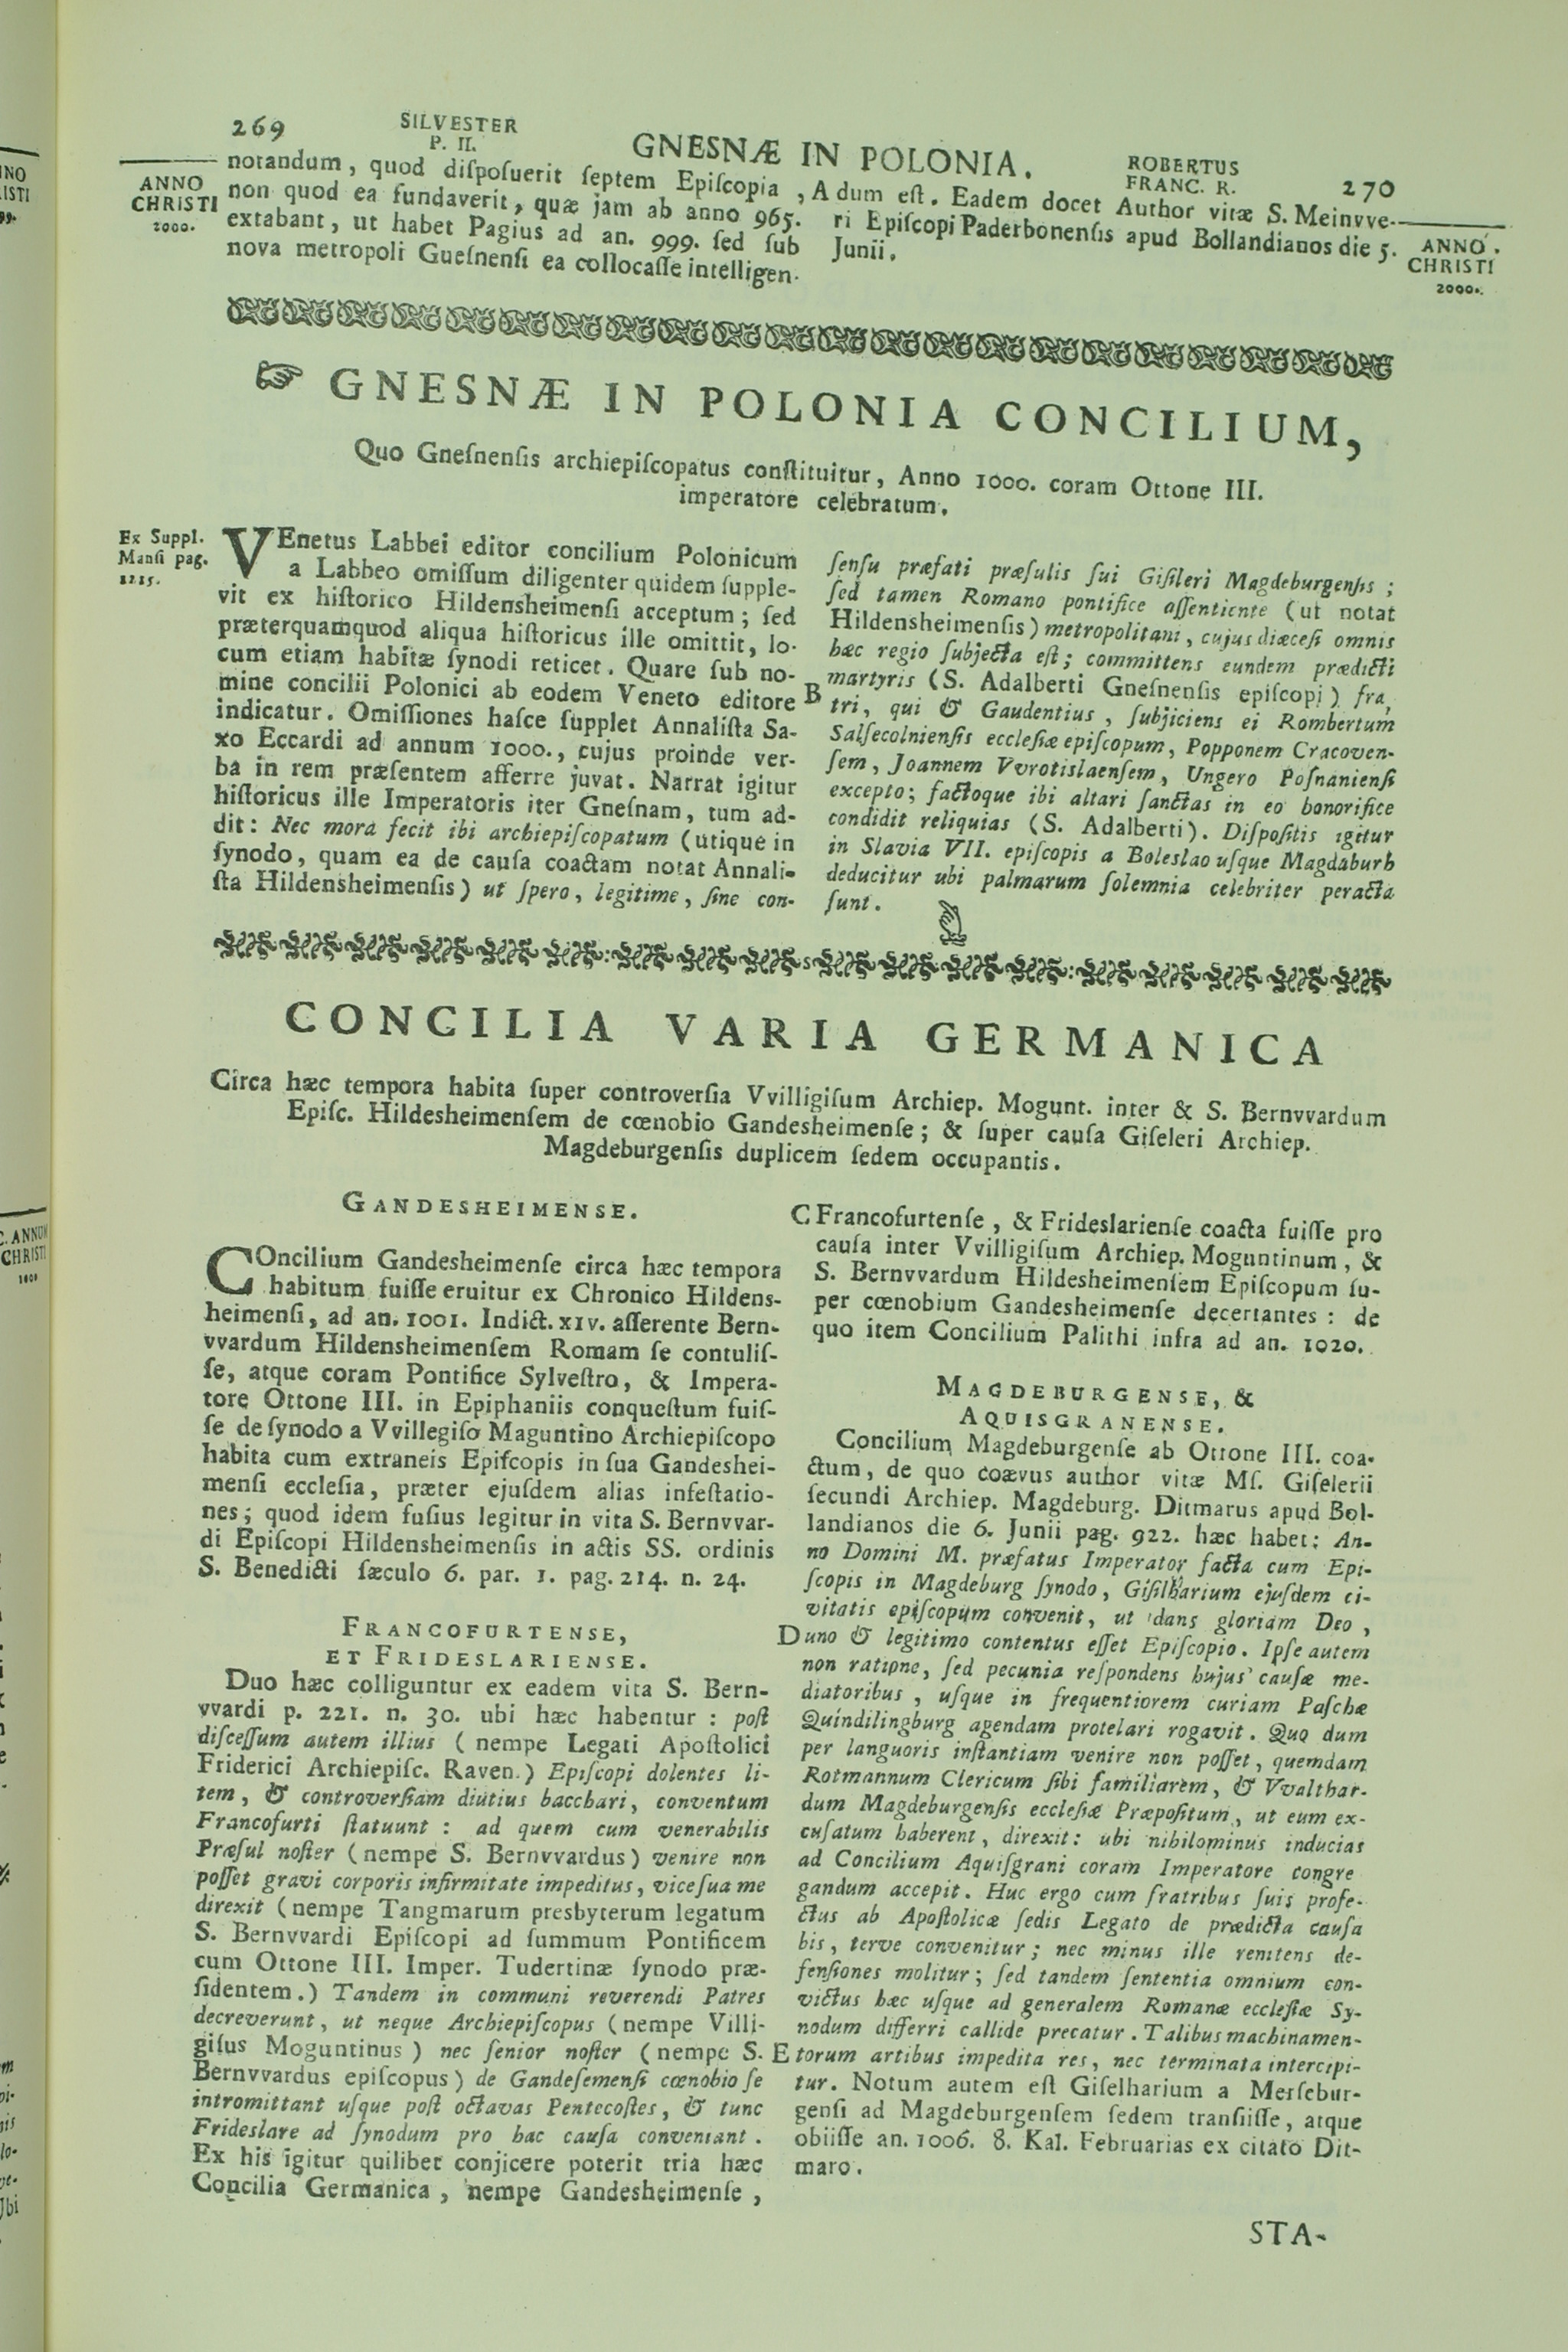 269
SILVESTER
P. II.
GNESNÆ IN POLONIA.
ROBERTUS
FRANC. R.
270
ANNO
CHRISTI
1000.
notandum, quod diſpoſuerit ſeptem Epiſcopia,
non quod ea fundaverit, quæ jam ab anno 965.
extabant, ut habet Pagius ad an. 999. ſed ſub
nova metropoli Gueſnenſi ea collocaſſe intelligen-
A dum eſt. Eadem docet Author vitæ S. Meinvve-
ri Epiſcopi Paderbonenſis apud Bollandianos die 5.
Junii.
ANNO
CHRISTI
2000.
☞ GNESNÆ IN POLONIA CONCILIUM,
Quo Gneſnenſis archiepiſcopatus conſtituitur, Anno 1000. coram Ottone III.
imperatore celebratum.
Ex Suppl.
Manſi pag.
1215.
VEnetus Labbei editor concilium Polonicum
a Labbeo omiſſum diligenter quidem ſupple-
vit ex hiſtorico Hildensheimenſi acceptum; ſed
præterquamquod aliqua hiſtoricus ille omittit, lo-
cum etiam habitæ ſynodi reticet. Quare ſub no-
mine concilii Polonici ab eodem Veneto editore
indicatur. Omiſſiones haſce ſupplet Annaliſta Sa-
xo Eccardi ad annum 1000., cujus proinde ver-
ba in rem præſentem afferre juvat. Narrat igitur
hiſtoricus ille Imperatoris iter Gneſnam, tum ad-
dit: Nec mora fecit ibi archiepiſcopatum (utique in
ſynodo, quam ea de cauſa coactam notat Annali-
ſta Hildensheimenſis) ut ſpero, legitime, ſine con-
ſenſu præfati præſulis ſui Giſileri Magdeburgenſis;
ſed tamen Romano pontifice aſſentiente (ut notat
Hildensheimenſis) metropolitani, cujus diæceſi omnis
hæc regio ſubjecta eſt; committens eundem prædicti
martyris (S. Adalberti Gneſnenſis epiſcopi) fra,
B tri, qui & Gaudentius, ſubjiciens ei Rombertum
Salſecolnienſis eccleſiæ epiſcopum, Popponem Cracoven-
ſem, Joannem Vvrotislaenſem, Ungero Poſnanienſi
excepto; factoque ibi altari ſanctas in eo honorifice
condidit reliquias (S. Adalberti). Diſpoſitis igitur
in Slavia VII. epiſcopis a Boleslao uſque Magdaburh
deducitur ubi palmarum ſolemnia celebriter peracta
ſunt.
CONCILIA VARIA GERMANICA
Circa hæc tempora habita ſuper controverſia Vvilligiſum Archiep. Mogunt. inter & S. Bernvvardum
Epiſc. Hildesheimenſem de cœnobio Gandesheimenſe; & ſuper cauſa Giſeleri Archiep.
Magdeburgenſis duplicem ſedem occupantis.
GANDESHEIMENSE.
COncilium Gandesheimenſe circa hæc tempora
habitum fuiſſe eruitur ex Chronico Hildens-
heimenſi, ad an. 1001. Indict. XIV. aſſerente Bern-
vvardum Hildensheimenſem Romam ſe contuliſ-
ſe, atque coram Pontifice Sylveſtro, & Impera-
tore Ottone III. in Epiphaniis conqueſtum fuiſ-
ſe de ſynodo a Vvillegiſo Maguntino Archiepiſcopo
habita cum extraneis Epiſcopis in ſua Gandeshei-
menſi eccleſia, præter ejuſdem alias infeſtatio-
nes; quod idem fuſius legitur in vita S. Bernvvar-
di Epiſcopi Hildensheimenſis in actis SS. ordinis
S. Benedicti ſæculo 6. par. 1. pag. 214. n. 24.
FRANCOFURTENSE,
ET FRIDESLARIENSE.
Duo hæc colliguntur ex eadem vita S. Bern-
vvardi p. 221. n. 30. ubi hæc habentur: poſt
diſceſſum autem illius (nempe Legati Apoſtolici
Friderici Archiepiſc. Raven.) Epiſcopi dolentes li-
tem, & controverſiam diutius bacchari, conventum
Francofurti ſtatuunt: ad quem cum venerabilis
Præſul noſter (nempe S. Bernvvardus) venire non
poſſet gravi corporis infirmitate impeditus, vice ſua me
direxit (nempe Tangmarum presbyterum legatum
S. Bernvvardi Epiſcopi ad ſummum Pontificem
cum Ottone III. Imper. Tudertinæ ſynodo præ-
ſidentem.) Tandem in communi reverendi Patres
decreverunt, ut neque Archiepiſcopus (nempe Villi-
giſus Moguntinus) nec ſenior noſter (nempe S.
Bernvvardus epiſcopus) de Gandeſemenſi cœnobio ſe
intromittant uſque poſt octavas Pentecoſtes, & tunc
Frideslare ad ſynodum pro hac cauſa conveniant.
Ex his igitur quilibet conjicere poterit tria hæc
Concilia Germanica, nempe Gandesheimenſe,
C Francofurtenſe, & Frideslarienſe coacta fuiſſe pro
cauſa inter Vvilligiſum Archiep. Moguntinum, &
S. Bernvvardum Hildesheimenſem Epiſcopum ſu-
per cœnobium Gandesheimenſe decertantes: de
quo item Concilium Palithi infra ad an. 1020.
MAGDEBURGENSE, &
AQUISGRANENSE.
Concilium Magdeburgenſe ab Ottone III. coa-
ctum, de quo coævus author vitæ Mſ. Giſelerii
ſecundi Archiep. Magdeburg. Ditmarus apud Bol-
landianos die 6. Junii pag. 922. hæc habet: An-
no Domini M. præfatus Imperator facta cum Epi-
ſcopis in Magdeburg ſynodo, Giſilharium ejuſdem ci-
vitatis epiſcopum convenit, ut dans gloriam Deo,
D uno & legitimo contentus eſſet Epiſcopio. Ipſe autem
non ratione, ſed pecunia reſpondens hujus cauſæ me-
diatoribus, uſque in frequentiorem curiam Paſchæ
Quindilingburg agendam protelari rogavit. Quo dum
per languoris inſtantiam venire non poſſet, quemdam
Rotmannum Clericum ſibi familiarem, & Vvalthar-
dum Magdeburgenſis eccleſiæ Præpoſitum, ut eum ex-
cuſatum haberent, direxit: ubi nihilominus inducias
ad Concilium Aquiſgrani coram Imperatore congre
gandum accepit. Huc ergo cum fratribus ſuis profe-
ctus ab Apoſtolicæ ſedis Legato de prædicta cauſa
bis, terve convenitur; nec minus ille renitens de-
fenſiones molitur; ſed tandem ſententia omnium con-
victus hæc uſque ad generalem Romanæ eccleſiæ Sy-
nodum differri callide precatur. Talibus machinamen-
E torum artibus impedita res, nec terminata intercipi-
tur. Notum autem eſt Giſelharium a Merſebur-
genſi ad Magdeburgenſem ſedem tranſiiſſe, atque
obiiſſe an. 1006. 8. Kal. Februarias ex citato Dit-
maro.
STA-